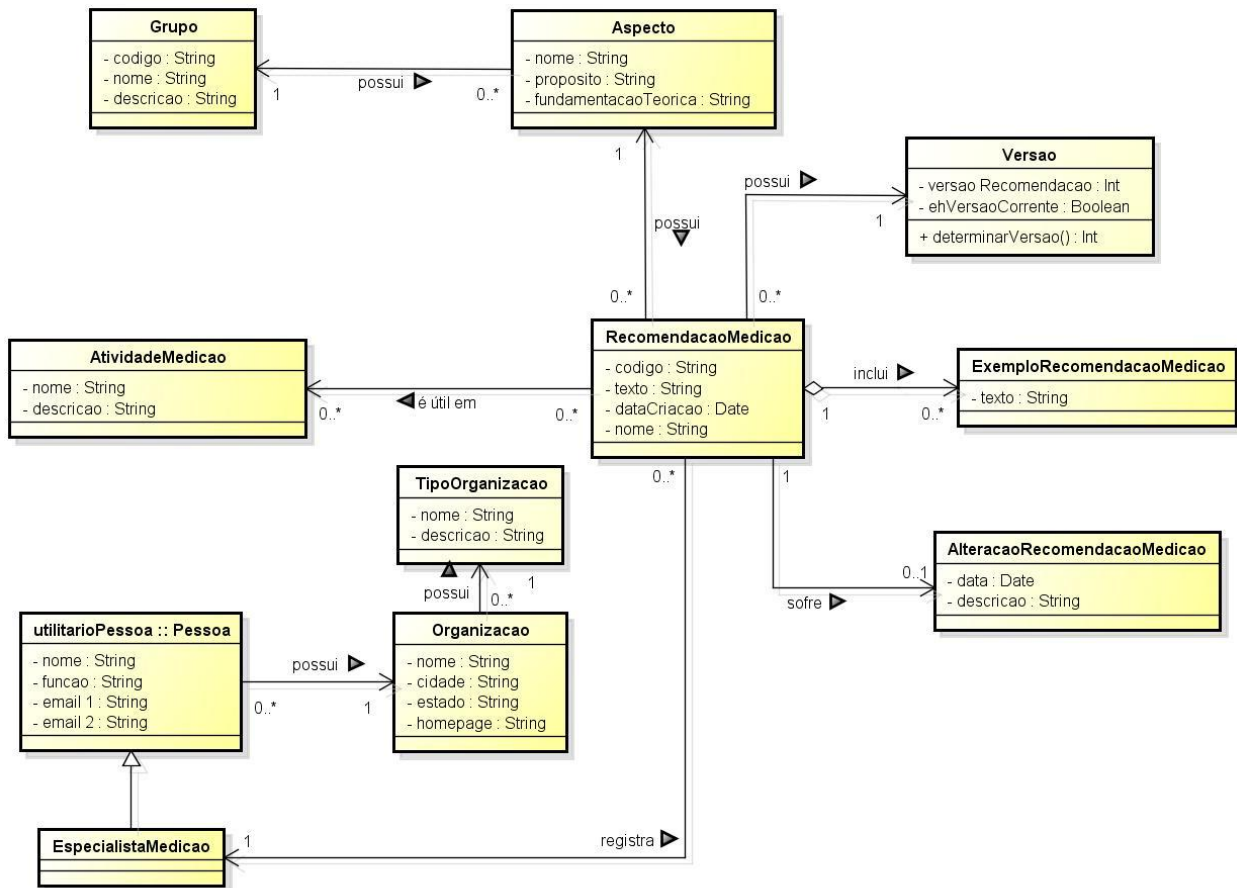 Grupo
- codigo : String
- nome : String
- descricao : String
1
possui
0..*
Aspecto
- nome : String
- proposito : String
- fundamentacaoTeorica : String
1
possui
0..*
Versao
- versao Recomendacao : Int
- ehVersaoCorrente : Boolean
+ determinarVersao() : Int
possui
1
0..*
AtividadeMedicao
- nome : String
- descricao : String
0..*
é útil em
0..*
RecomendacaoMedicao
- codigo : String
- texto : String
- dataCriacao : Date
- nome : String
inclui
1
0..*
ExemploRecomendacaoMedicao
- texto : String
0..*
1
TipoOrganizacao
- nome : String
- descricao : String
possui
1
0..*
AlteracaoRecomendacaoMedicao
- data : Date
- descricao : String
0..1
sofre
utilitarioPessoa :: Pessoa
- nome : String
- funcao : String
- email 1 : String
- email 2 : String
possui
0..*
1
Organizacao
- nome : String
- cidade : String
- estado : String
- homepage : String
EspecialistaMedicao
1
registra